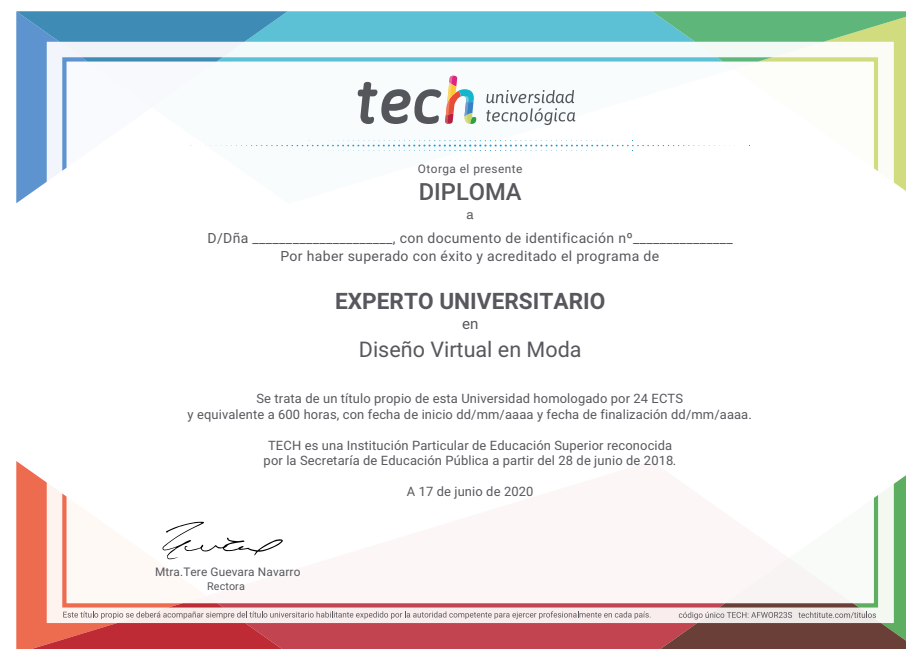 tech universidad
tecnológica
Otorga el presente
DIPLOMA
a
D/Dña _____________________, con documento de identificación nº_______________
Por haber superado con éxito y acreditado el programa de
EXPERTO UNIVERSITARIO
en
Diseño Virtual en Moda
Se trata de un título propio de esta Universidad homologado por 24 ECTS
y equivalente a 600 horas, con fecha de inicio dd/mm/aaaa y fecha de finalización dd/mm/aaaa.
TECH es una Institución Particular de Educación Superior reconocida
por la Secretaría de Educación Pública a partir del 28 de junio de 2018.
A 17 de junio de 2020
Mtra.Tere Guevara Navarro
Rectora
Este título propio se deberá acompañar siempre del título universitario habilitante expedido por la autoridad competente para ejercer profesionalmente en cada país. código único TECH: AFWOR23S techtitute.com/titulos